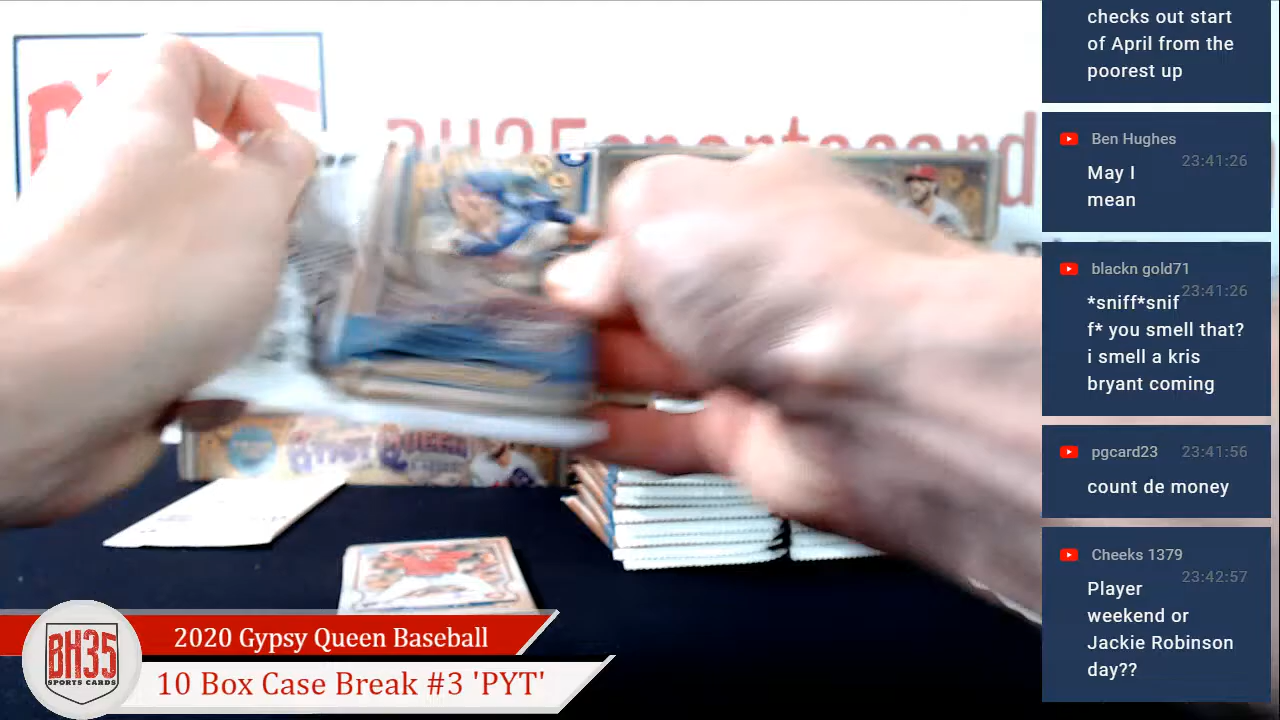 BH35sportscard
GYPSY QUEEN
checks out start
of April from the
poorest up
Ben Hughes
23:41:26
May I
mean
blackn gold71
23:41:26
*sniff*snif
f* you smell that?
i smell a kris
bryant coming
pgcard23 23:41:56
count de money
Cheeks 1379
23:42:57
Player
weekend or
Jackie Robinson
day??
BH35
SPORTS CARDS
2020 Gypsy Queen Baseball
10 Box Case Break #3 'PYT'